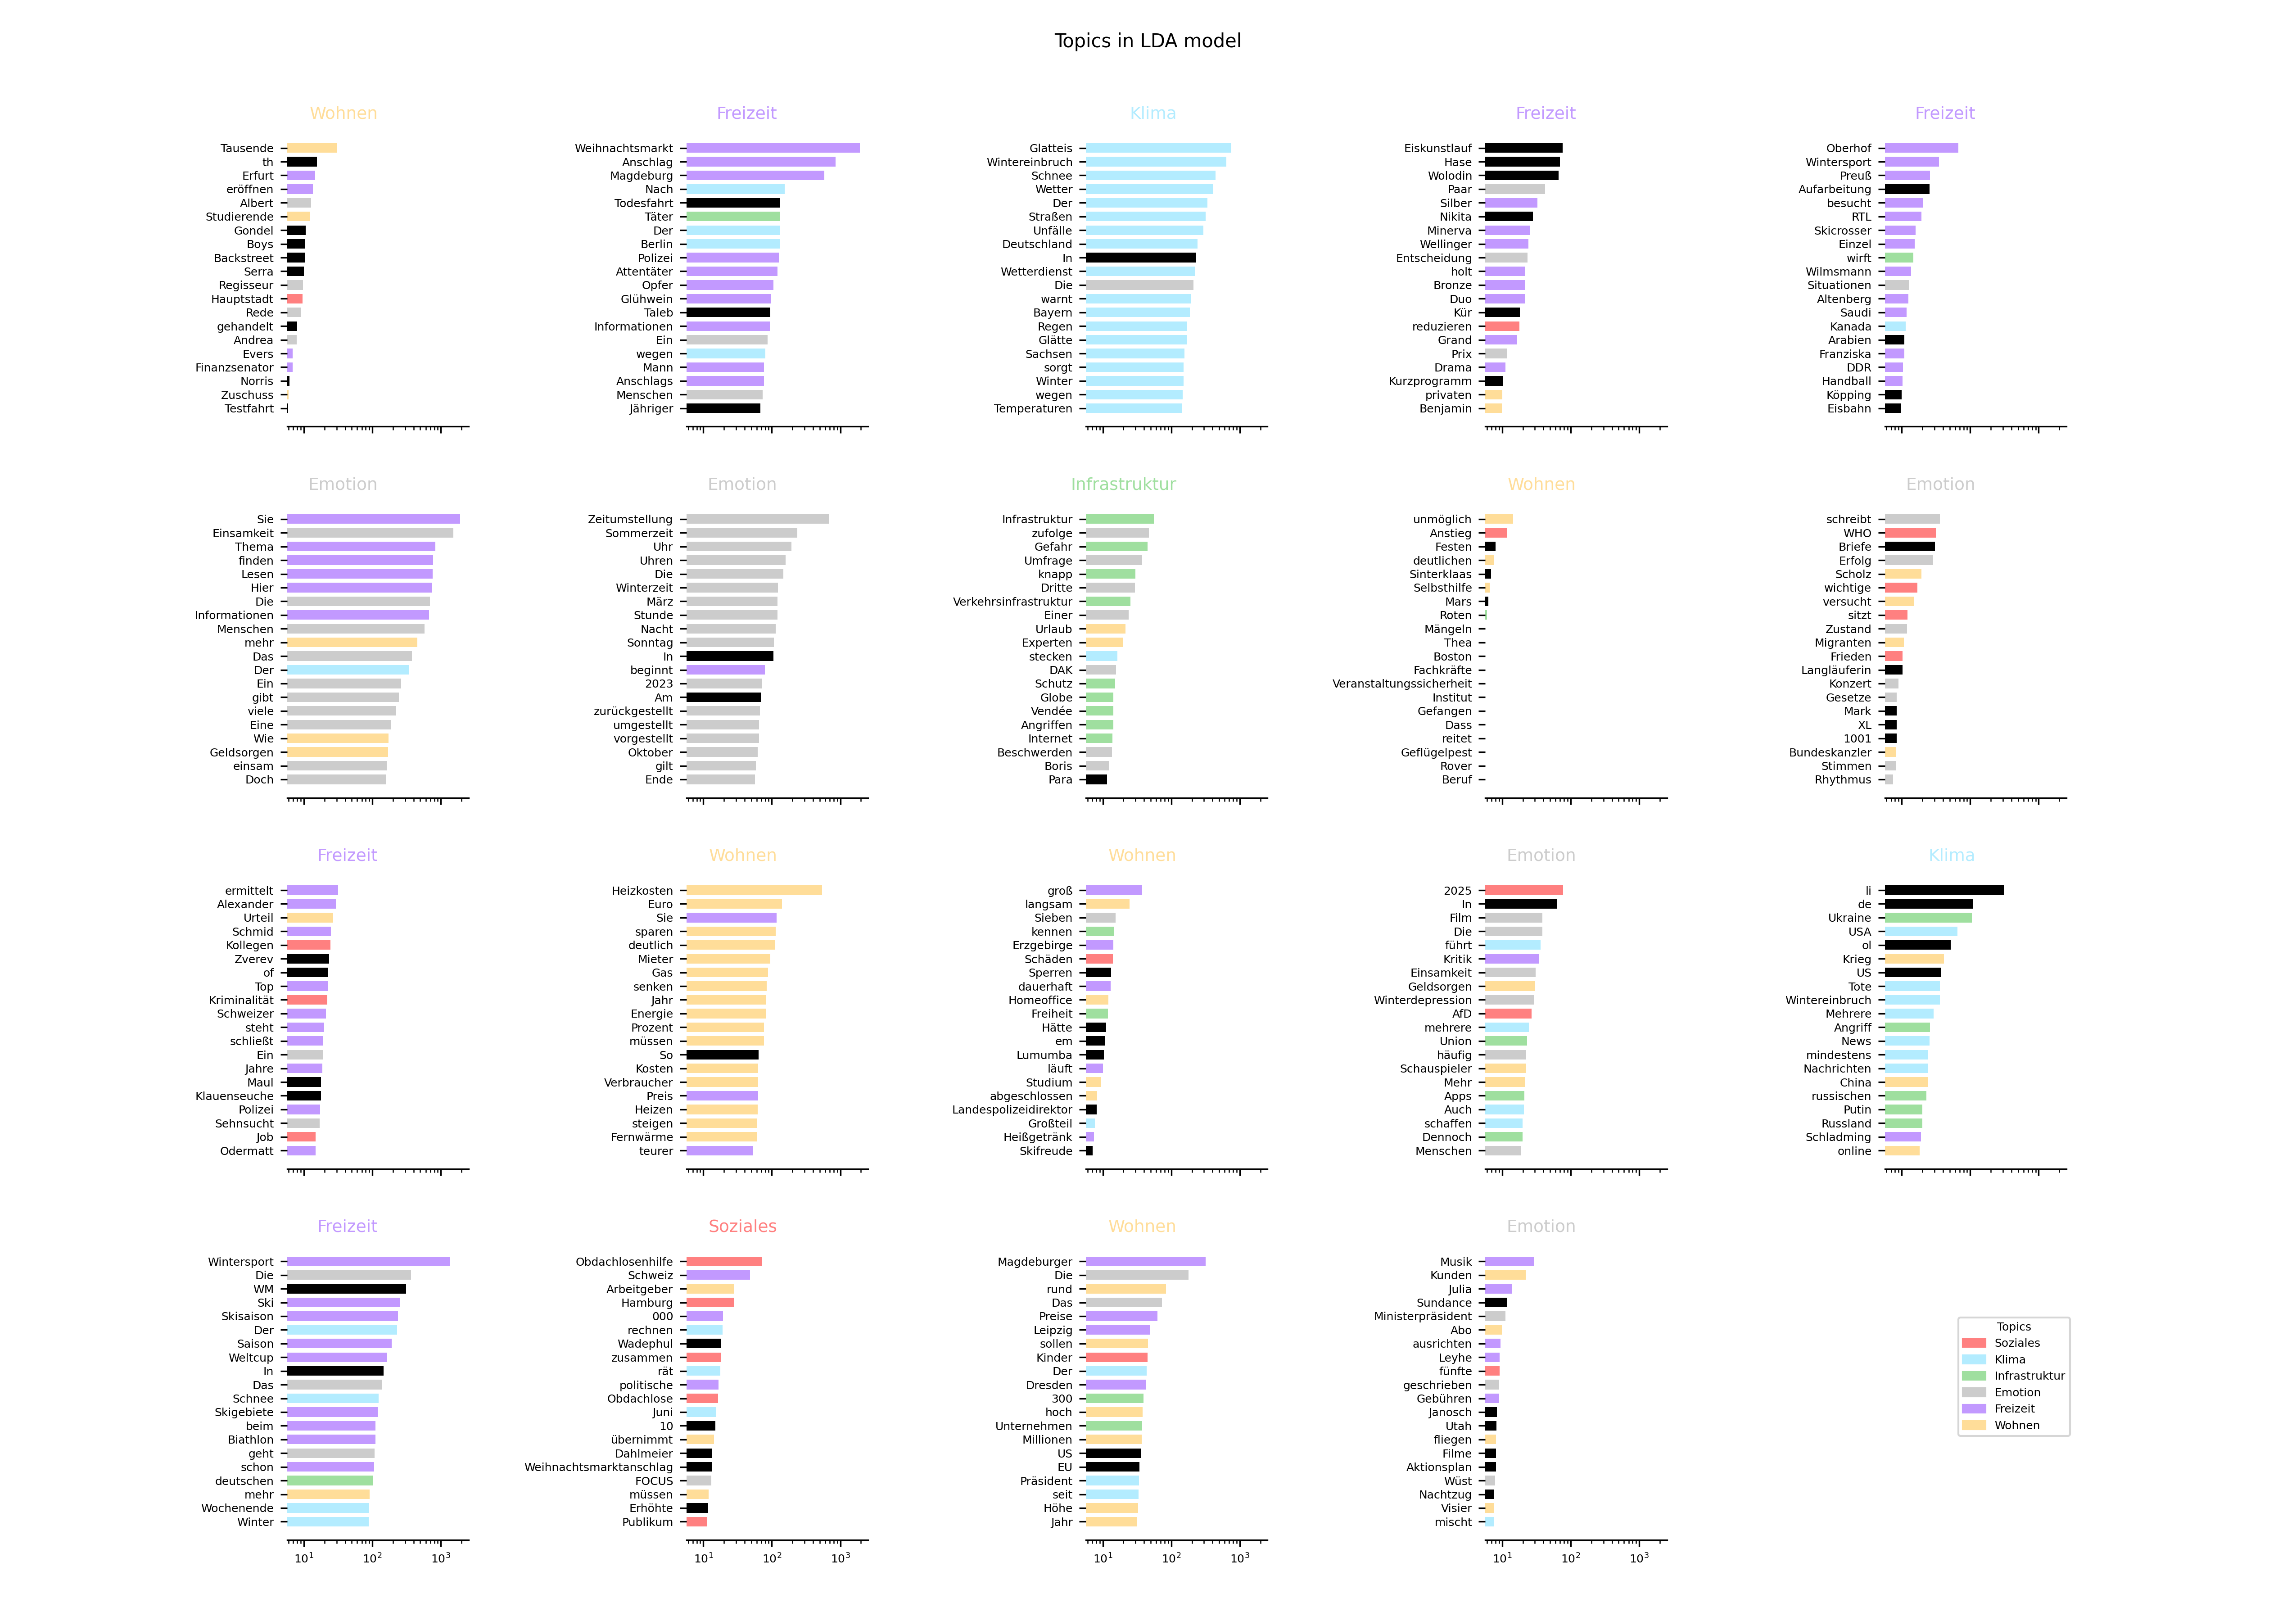 Topics in LDA model
Wohnen
Tausende
th
Erfurt
eröffnen
Albert
Studierende
Gondel
Boys
Backstreet
Serra
Regisseur
Hauptstadt
Rede
gehandelt
Andrea
Evers
Finanzsenator
Norris
Zuschuss
Testfahrt
Freizeit
Weihnachtsmarkt
Anschlag
Magdeburg
Nach
Todesfahrt
Täter
Der
Berlin
Polizei
Attentäter
Opfer
Glühwein
Taleb
Informationen
Ein
wegen
Mann
Anschlags
Menschen
Jähriger
Klima
Glatteis
Wintereinbruch
Schnee
Wetter
Der
Straßen
Unfälle
Deutschland
In
Wetterdienst
Die
warnt
Bayern
Regen
Glätte
Sachsen
sorgt
Winter
wegen
Temperaturen
Freizeit
Eiskunstlauf
Hase
Wolodin
Paar
Silber
Nikita
Minerva
Wellinger
Entscheidung
holt
Bronze
Duo
Kür
reduzieren
Grand
Prix
Drama
Kurzprogramm
privaten
Benjamin
Freizeit
Oberhof
Wintersport
Preuß
Aufarbeitung
besucht
RTL
Skicrosser
Einzel
wirft
Wilmsmann
Situationen
Altenberg
Saudi
Kanada
Arabien
Franziska
DDR
Handball
Köpping
Eisbahn
Emotion
Sie
Einsamkeit
Thema
finden
Lesen
Hier
Die
Informationen
Menschen
mehr
Das
Der
Ein
gibt
viele
Eine
Wie
Geldsorgen
einsam
Doch
Emotion
Zeitumstellung
Sommerzeit
Uhr
Uhren
Die
Winterzeit
März
Stunde
Nacht
Sonntag
In
beginnt
2023
Am
zurückgestellt
umgestellt
vorgestellt
Oktober
gilt
Ende
Infrastruktur
Infrastruktur
zufolge
Gefahr
Umfrage
knapp
Dritte
Verkehrsinfrastruktur
Einer
Urlaub
Experten
stecken
DAK
Schutz
Globe
Vendée
Angriffen
Internet
Beschwerden
Boris
Para
Wohnen
unmöglich
Anstieg
Festen
deutlichen
Sinterklaas
Selbsthilfe
Mars
Roten
Mängeln
Thea
Boston
Fachkräfte
Veranstaltungssicherheit
Institut
Gefangen
Dass
reitet
Geflügelpest
Rover
Beruf
Emotion
schreibt
WHO
Briefe
Erfolg
Scholz
wichtige
versucht
sitzt
Zustand
Migranten
Frieden
Langläuferin
Konzert
Gesetze
Mark
XL
1001
Bundeskanzler
Stimmen
Rhythmus
Freizeit
ermittelt
Alexander
Urteil
Schmid
Kollegen
Zverev
of
Top
Kriminalität
Schweizer
steht
schließt
Ein
Jahre
Maul
Klauenseuche
Polizei
Sehnsucht
Job
Odermatt
Wohnen
Heizkosten
Euro
Sie
sparen
deutlich
Mieter
Gas
senken
Jahr
Energie
Prozent
müssen
So
Kosten
Verbraucher
Preis
Heizen
steigen
Fernwärme
teurer
Wohnen
groß
langsam
Sieben
kennen
Erzgebirge
Schäden
Sperren
dauerhaft
Homeoffice
Freiheit
Hätte
em
Lumumba
läuft
Studium
abgeschlossen
Landespolizeidirektor
Großteil
Heißgetränk
Skifreude
Emotion
2025
In
Film
Die
führt
Kritik
Einsamkeit
Geldsorgen
Winterdepression
AfD
mehrere
Union
häufig
Schauspieler
Mehr
Apps
Auch
schaffen
Dennoch
Menschen
Klima
li
de
Ukraine
USA
ol
Krieg
US
Tote
Wintereinbruch
Mehrere
Angriff
News
mindestens
Nachrichten
China
russischen
Putin
Russland
Schladming
online
Freizeit
Wintersport
Die
WM
Ski
Skisaison
Der
Saison
Weltcup
In
Das
Schnee
Skigebiete
beim
Biathlon
geht
schon
deutschen
mehr
Wochenende
Winter
10¹ 10² 10³
Soziales
Obdachlosenhilfe
Schweiz
Arbeitgeber
Hamburg
000
rechnen
Wadephul
zusammen
rät
politische
Obdachlose
Juni
10
übernimmt
Dahlmeier
Weihnachtsmarktanschlag
FOCUS
müssen
Erhöhte
Publikum
10¹ 10² 10³
Wohnen
Magdeburger
Die
rund
Das
Preise
Leipzig
sollen
Kinder
Der
Dresden
300
hoch
Unternehmen
Millionen
US
EU
Präsident
seit
Höhe
Jahr
10¹ 10² 10³
Emotion
Musik
Kunden
Julia
Sundance
Ministerpräsident
Abo
ausrichten
Leyhe
fünfte
geschrieben
Gebühren
Janosch
Utah
fliegen
Filme
Aktionsplan
Wüst
Nachtzug
Visier
mischt
10¹ 10² 10³
Topics
Soziales
Klima
Infrastruktur
Emotion
Freizeit
Wohnen